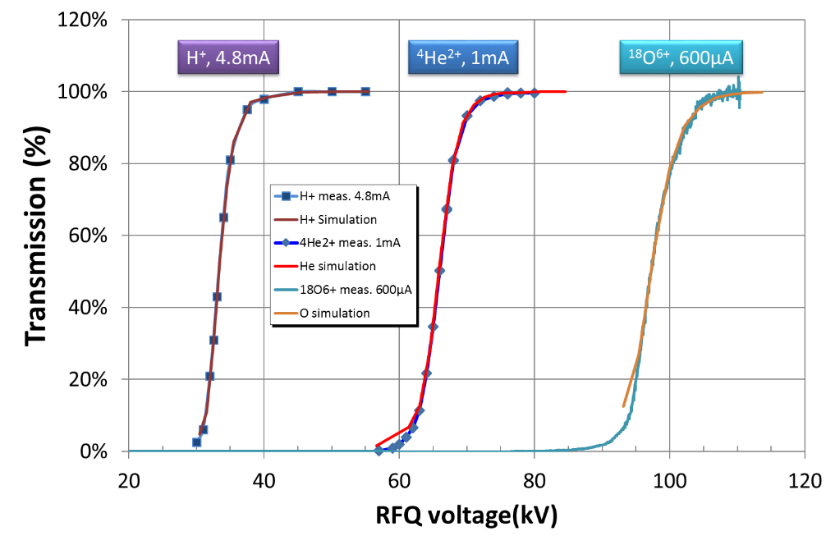 120%
H⁺, 4.8mA
⁴He²⁺, 1mA
¹⁸O⁶⁺, 600µA
100%
80%
60%
40%
20%
0%
Transmission (%)
H+ meas. 4.8mA
H+ Simulation
4He2+ meas. 1mA
He simulation
18O6+ meas. 600µA
O simulation
20 40 60 80 100 120
RFQ voltage(kV)